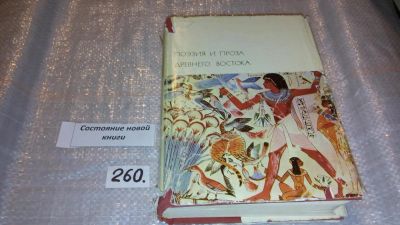 ПОЭЗИЯ И ПРОЗА
ДРЕВНЕГО ВОСТОКА
Состояние новой
книги
260.